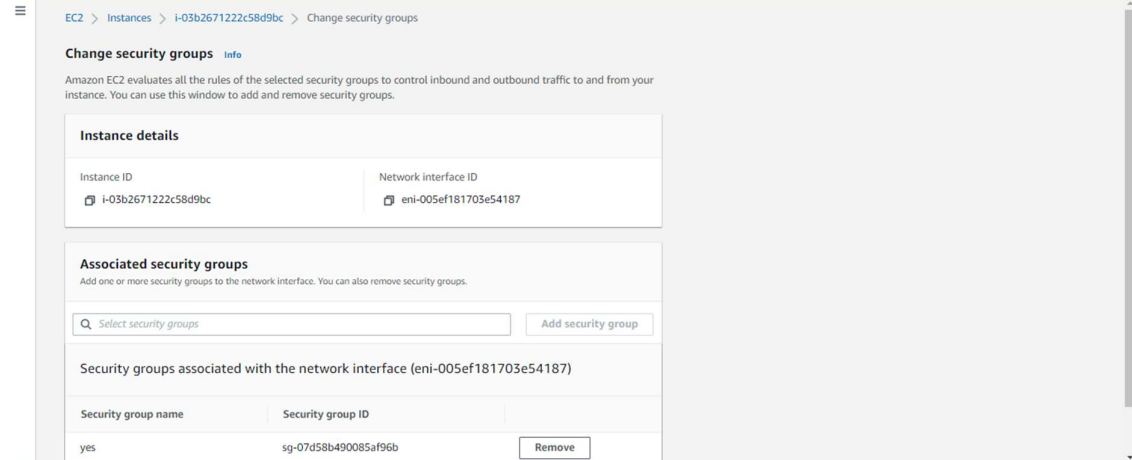 EC2 > Instances > i-03b2671222c58d9bc > Change security groups
Change security groups Info
Amazon EC2 evaluates all the rules of the selected security groups to control inbound and outbound traffic to and from your
instance. You can use this window to add and remove security groups.
Instance details
Instance ID Network interface ID
i-03b2671222c58d9bc eni-005ef181703e54187
Associated security groups
Add one or more security groups to the network interface. You can also remove security groups.
Select security groups Add security group
Security groups associated with the network interface (eni-005ef181703e54187)
Security group name Security group ID
yes sg-07d58b490085af96b Remove